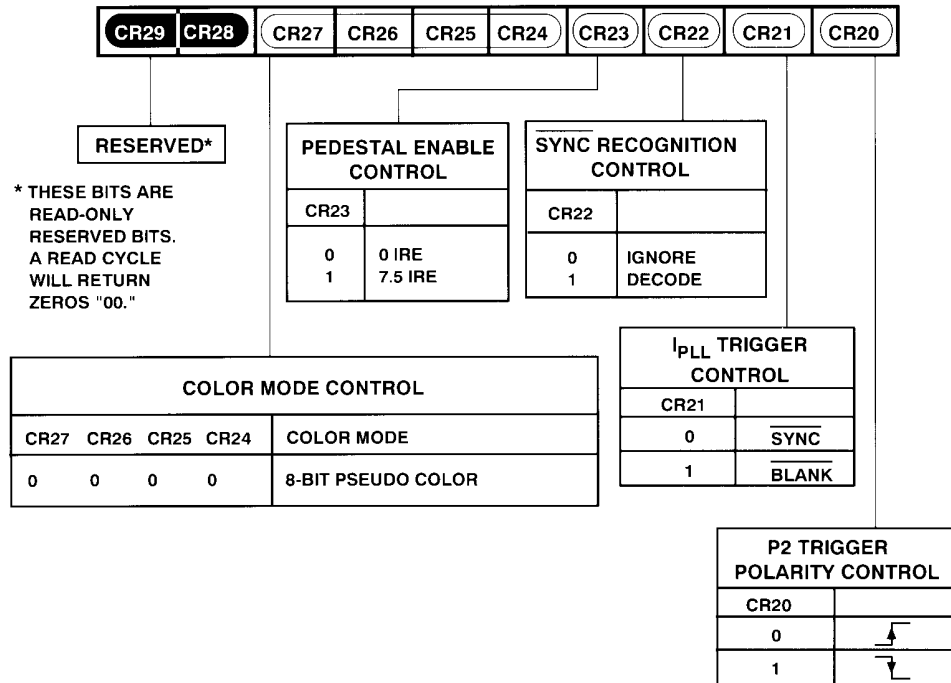 CR29 CR28 CR27 CR26 CR25 CR24 CR23 CR22 CR21 CR20
RESERVED*
* THESE BITS ARE
READ-ONLY
RESERVED BITS.
A READ CYCLE
WILL RETURN
ZEROS "00."
PEDESTAL ENABLE
CONTROL
CR23
0 0 IRE
1 7.5 IRE
SYNC RECOGNITION
CONTROL
CR22
0 IGNORE
1 DECODE
COLOR MODE CONTROL
CR27 CR26 CR25 CR24 COLOR MODE
0 0 0 0 8-BIT PSEUDO COLOR
IPLL TRIGGER
CONTROL
CR21
0 SYNC
1 BLANK
P2 TRIGGER
POLARITY CONTROL
CR20
0
1